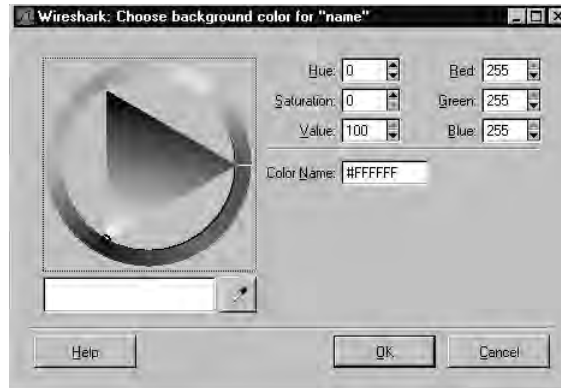 Wireshark: Choose background color for "name"
Hue: 0
Red: 255
Saturation: 0
Green: 255
Value: 100
Blue: 255
Color Name: #FFFFFF
Help
OK
Cancel